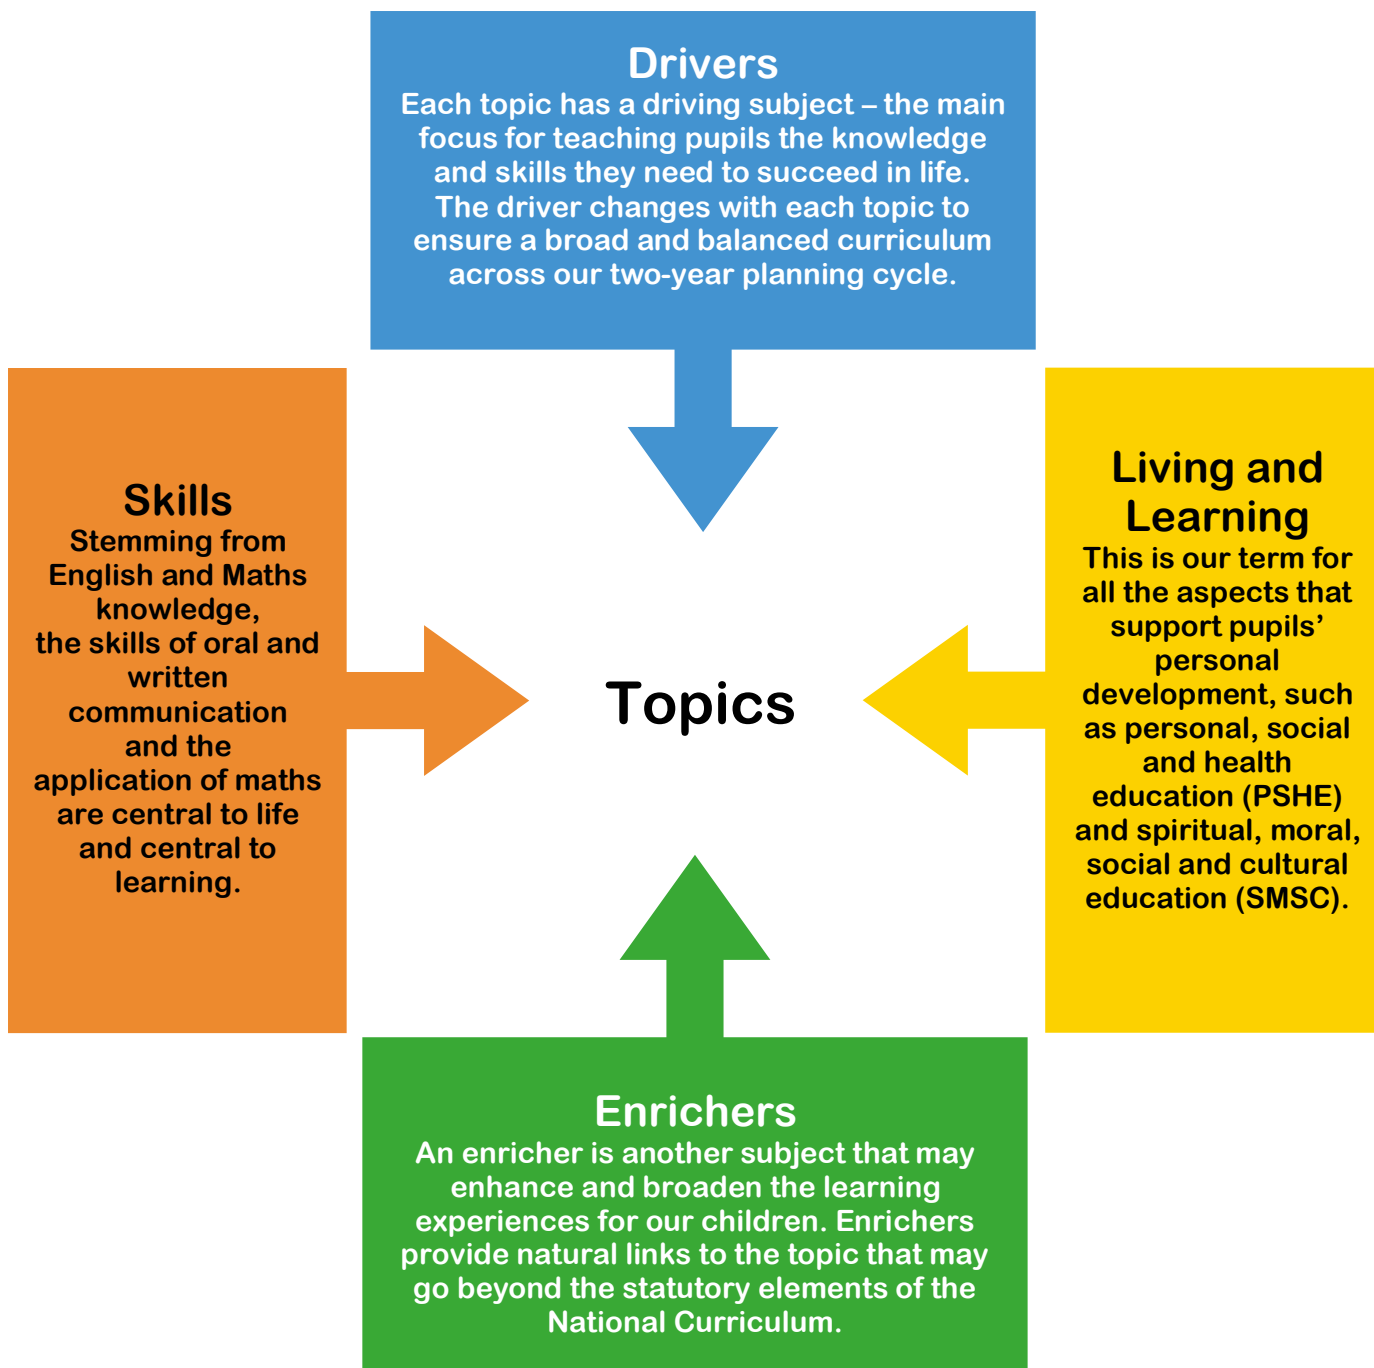 Drivers
Each topic has a driving subject – the main
focus for teaching pupils the knowledge
and skills they need to succeed in life.
The driver changes with each topic to
ensure a broad and balanced curriculum
across our two-year planning cycle.
Skills
Stemming from
English and Maths
knowledge,
the skills of oral and
written
communication
and the
application of maths
are central to life
and central to
learning.
Topics
Living and
Learning
This is our term for
all the aspects that
support pupils’
personal
development, such
as personal, social
and health
education (PSHE)
and spiritual, moral,
social and cultural
education (SMSC).
Enrichers
An enricher is another subject that may
enhance and broaden the learning
experiences for our children. Enrichers
provide natural links to the topic that may
go beyond the statutory elements of the
National Curriculum.